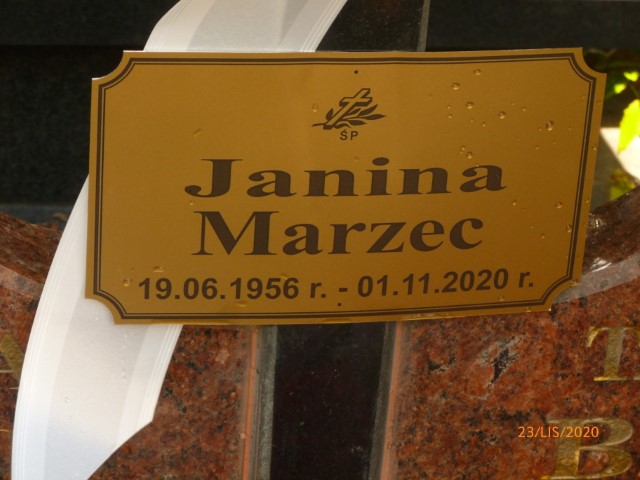 ŚP
Janina
Marzec
19.06.1956 r. - 01.11.2020 r.
T
B
23/LIS/2020